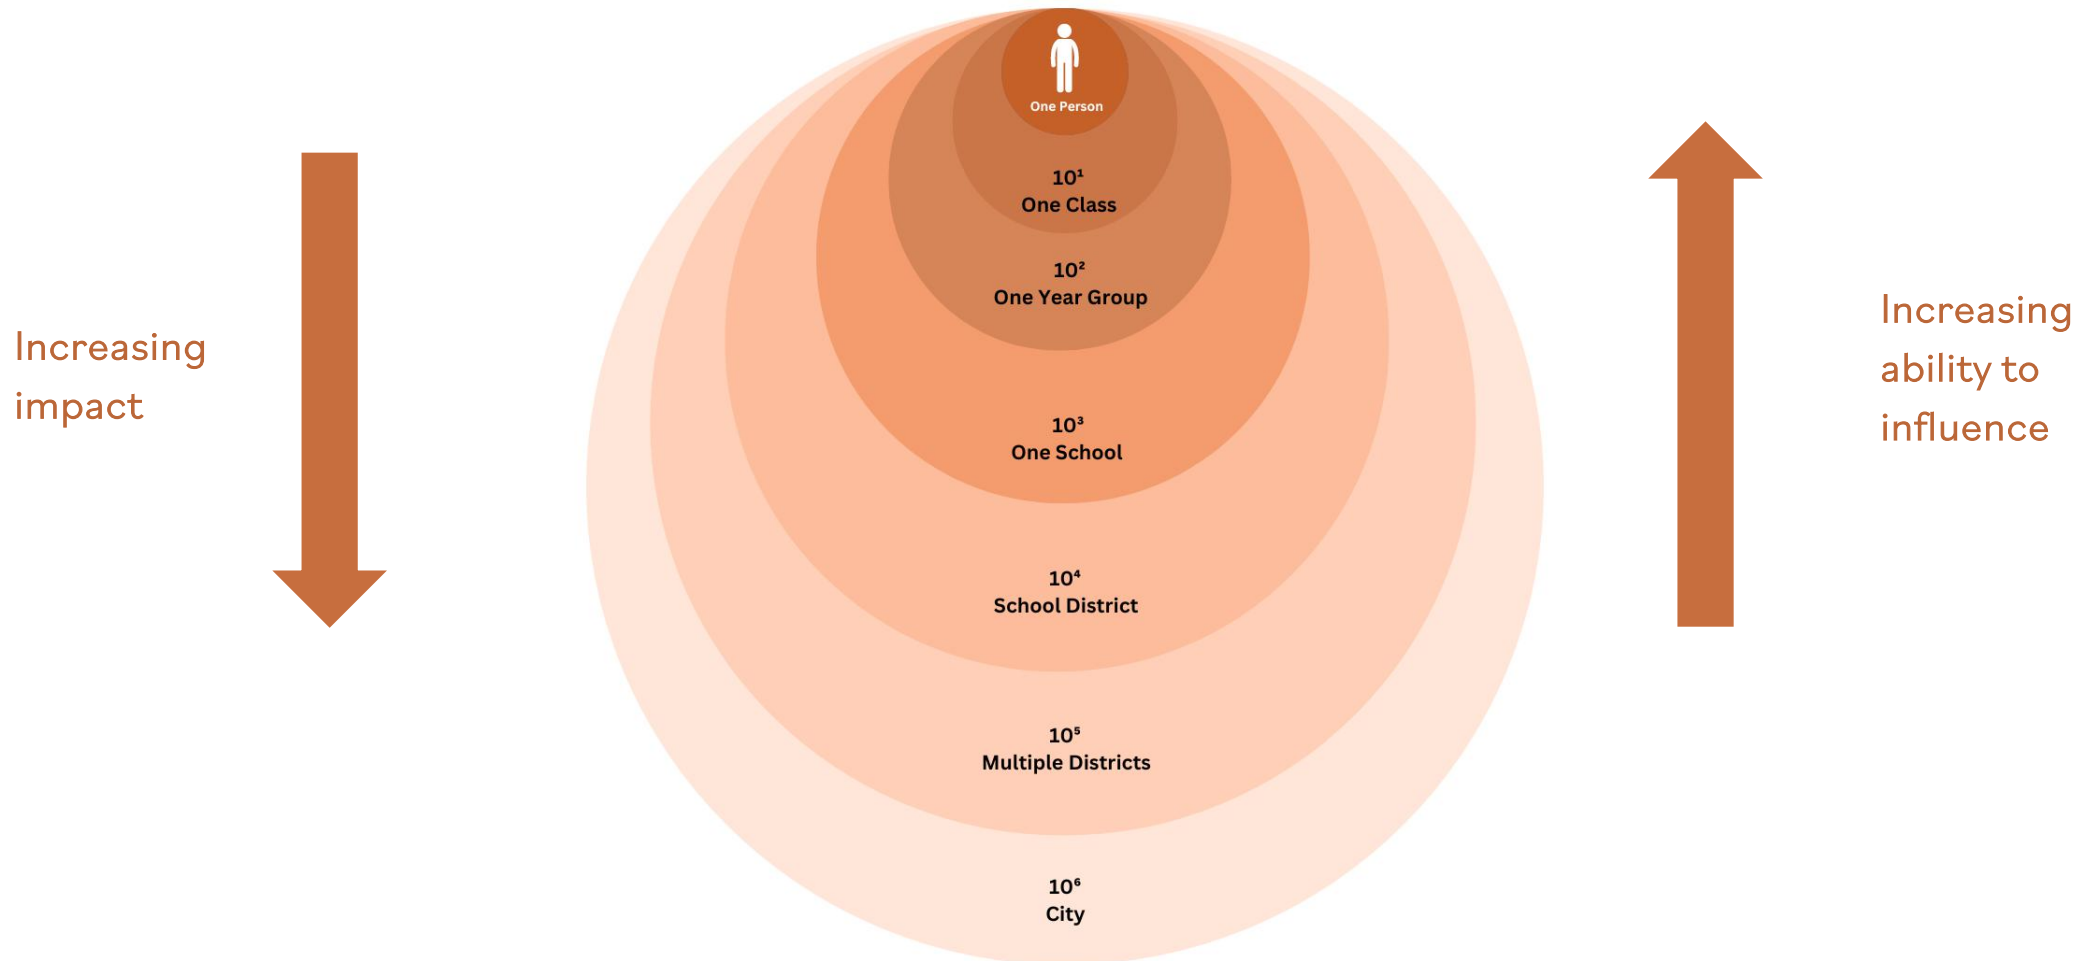 One Person
10¹
One Class
10²
One Year Group
10³
One School
10⁴
School District
10⁵
Multiple Districts
10⁶
City
Increasing
impact
Increasing
ability to
influence